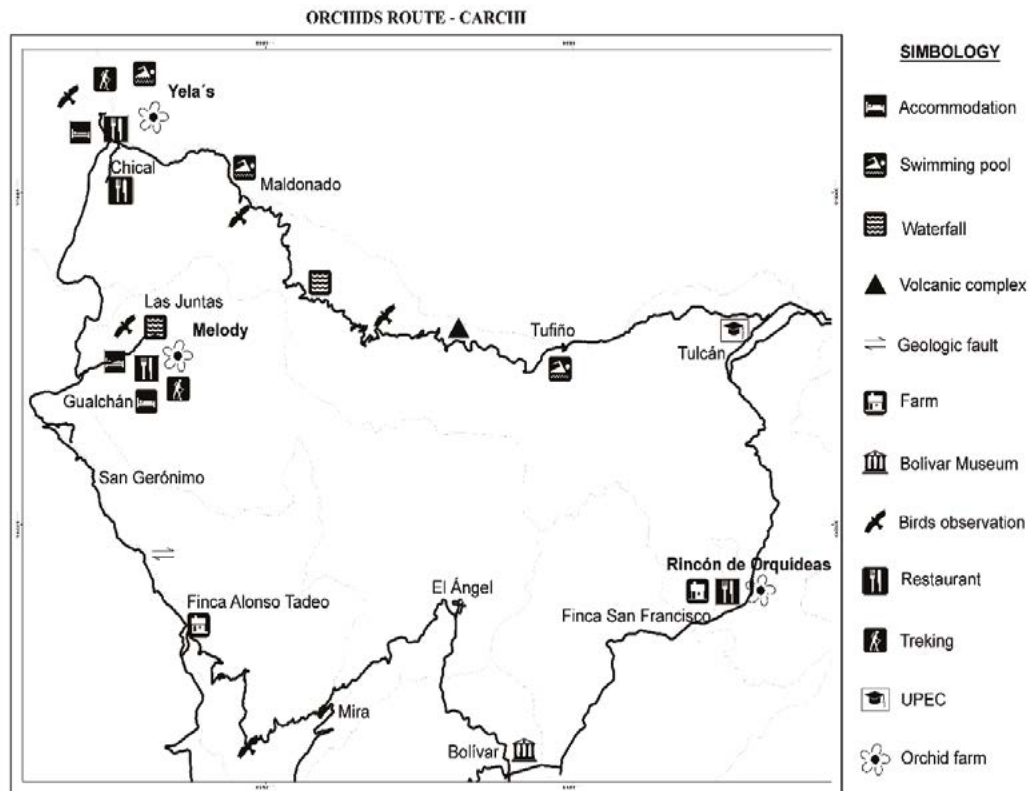 ORCHIDS ROUTE - CARCHI
SIMBOLOGY
Yela´s
Accommodation
Chical
Swimming pool
Maldonado
Waterfall
Las Juntas
Melody
Volcanic complex
Tufiño
Tulcán
Geologic fault
Gualchán
Farm
San Gerónimo
Bolívar Museum
Birds observation
Rincón de Orquideas
El Ángel
Restaurant
Finca Alonso Tadeo
Finca San Francisco
Treking
Mira
UPEC
Bolívar
Orchid farm